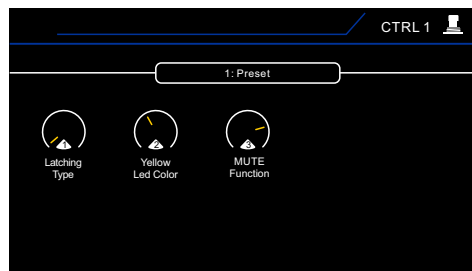 CTRL 1
1: Preset
1
2
3
Latching
Type
Yellow
Led Color
MUTE
Function